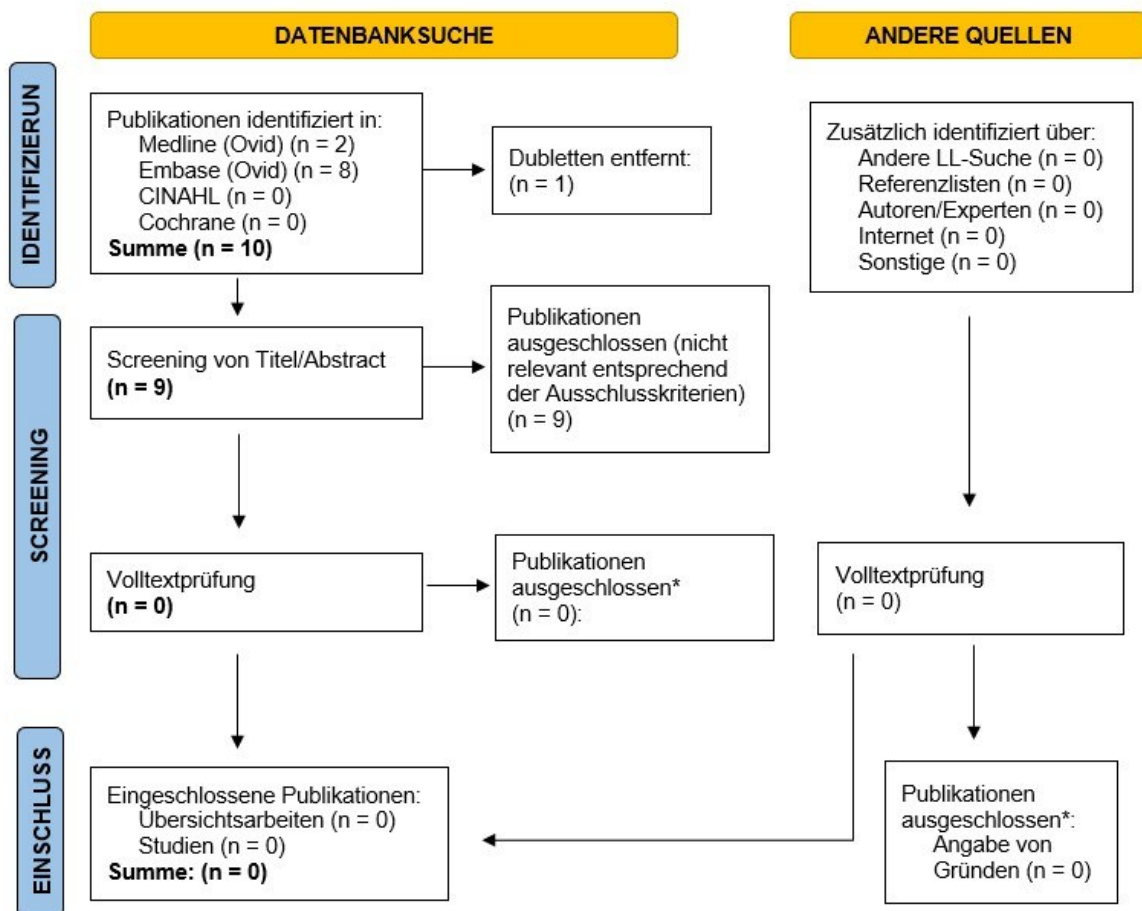 DATENBANKSUCHE
ANDERE QUELLEN
IDENTIFIZIERUN
Publikationen identifiziert in:
Medline (Ovid) (n = 2)
Embase (Ovid) (n = 8)
CINAHL (n = 0)
Cochrane (n = 0)
Summe (n = 10)
Dubletten entfernt:
(n = 1)
Zusätzlich identifiziert über:
Andere LL-Suche (n = 0)
Referenzlisten (n = 0)
Autoren/Experten (n = 0)
Internet (n = 0)
Sonstige (n = 0)
SCREENING
Screening von Titel/Abstract
(n = 9)
Publikationen
ausgeschlossen (nicht
relevant entsprechend
der Ausschlusskriterien)
(n = 9)
Volltextprüfung
(n = 0)
Publikationen
ausgeschlossen*
(n = 0):
Volltextprüfung
(n = 0)
EINSCHLUSS
Eingeschlossene Publikationen:
Übersichtsarbeiten (n = 0)
Studien (n = 0)
Summe: (n = 0)
Publikationen
ausgeschlossen*:
Angabe von
Gründen (n = 0)